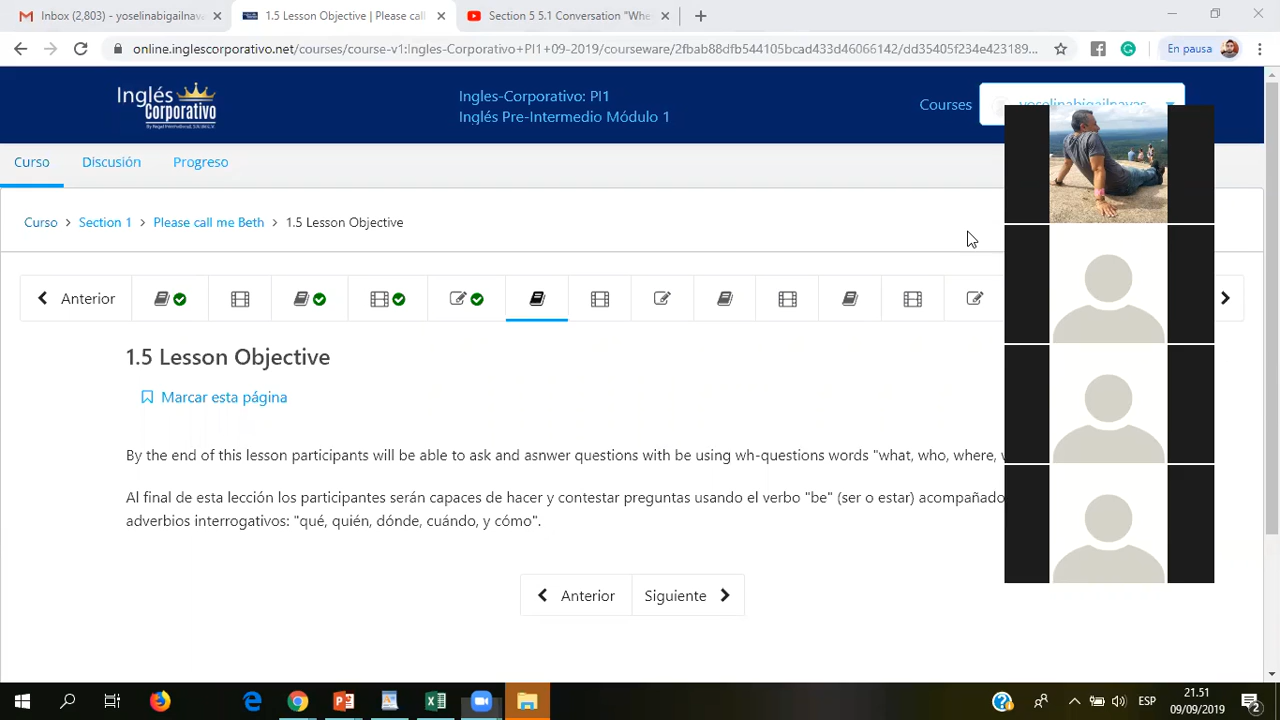 Inbox (2,803) - yoselinabigailnava
1.5 Lesson Objective | Please call
Section 5 5.1 Conversation "Whe
online.inglescorporativo.net/courses/course-v1:Ingles-Corporativo+PI1+09-2019/courseware/2fbab88dfb544105bcad433d46066142/dd35405f234e423189...
En pausa
Inglés
Corporativo
Ingles-Corporativo: PI1
Inglés Pre-Intermedio Módulo 1
Courses
yoselinabigailnavas
Curso
Discusión
Progreso
Curso > Section 1 > Please call me Beth > 1.5 Lesson Objective
Anterior
1.5 Lesson Objective
Marcar esta página
By the end of this lesson participants will be able to ask and asnwer questions with be using wh-questions words "what, who, where,
Al final de esta lección los participantes serán capaces de hacer y contestar preguntas usando el verbo "be" (ser o estar) acompañado
adverbios interrogativos: "qué, quién, dónde, cuándo, y cómo".
Anterior
Siguiente
ESP
21.51
09/09/2019
2